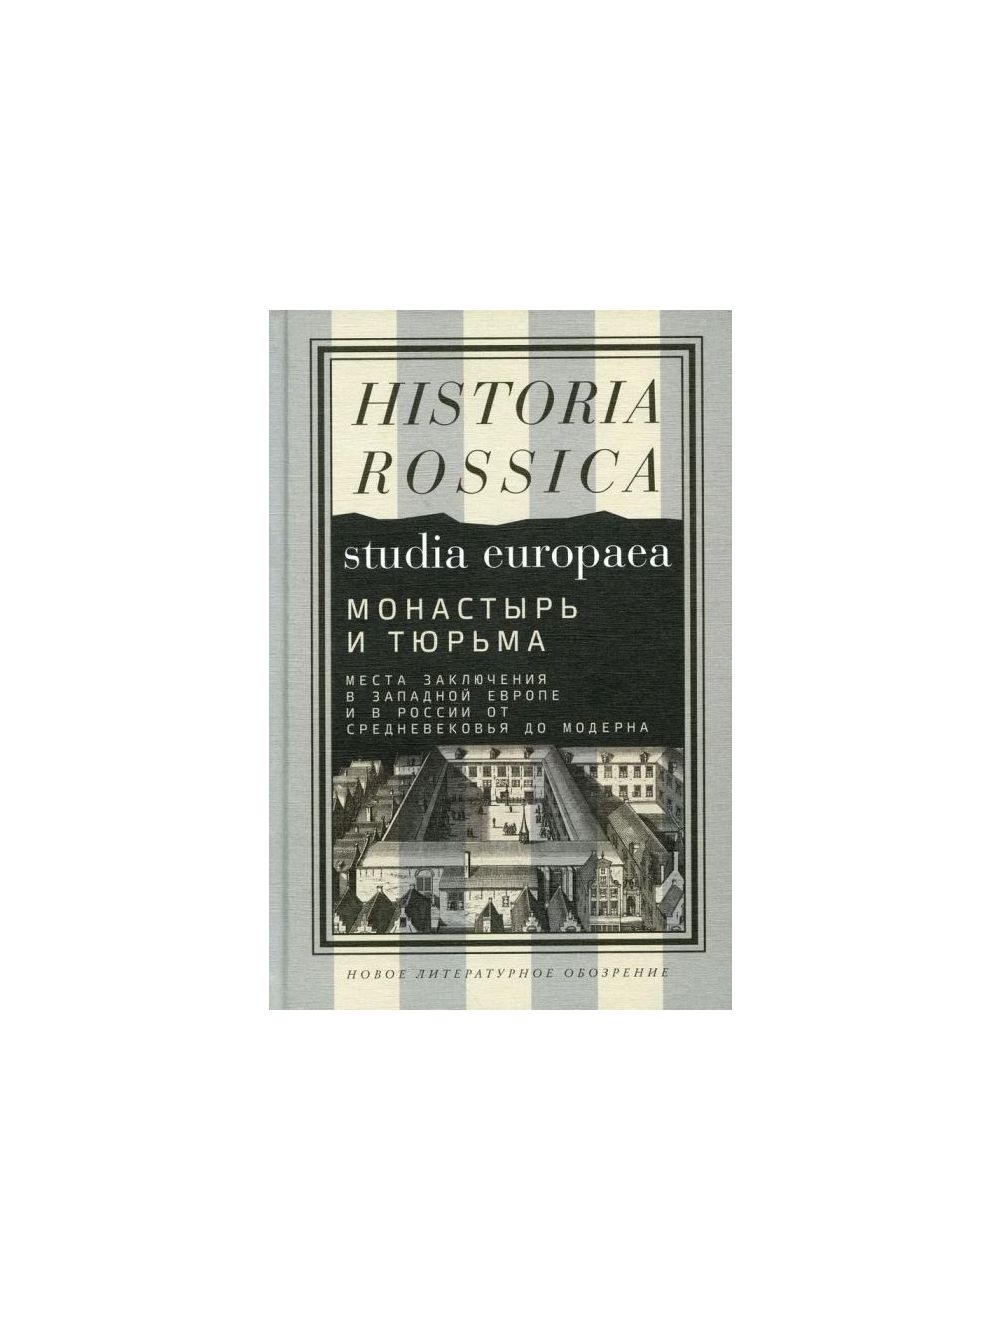 HISTORIA
ROSSICA
studia europaea
МОНАСТЫРЬ
И ТЮРЬМА
МЕСТА ЗАКЛЮЧЕНИЯ
В ЗАПАДНОЙ ЕВРОПЕ
И В РОССИИ ОТ
СРЕДНЕВЕКОВЬЯ ДО МОДЕРНА
НОВОЕ ЛИТЕРАТУРНОЕ ОБОЗРЕНИЕ